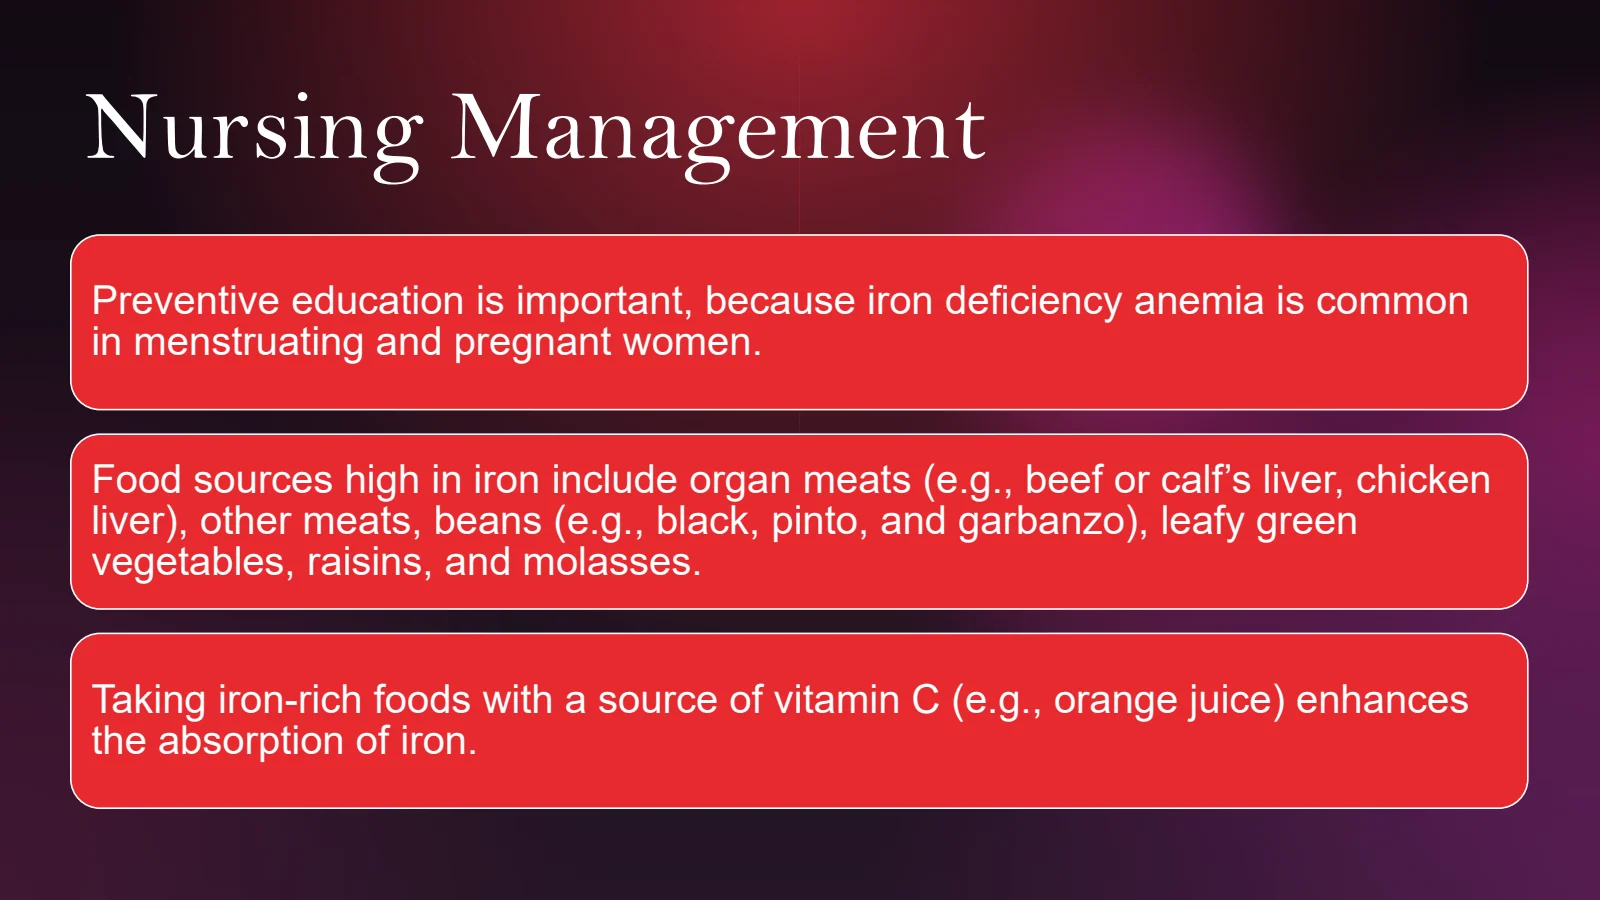 Nursing Management
Preventive education is important, because iron deficiency anemia is common
in menstruating and pregnant women.
Food sources high in iron include organ meats (e.g., beef or calf’s liver, chicken
liver), other meats, beans (e.g., black, pinto, and garbanzo), leafy green
vegetables, raisins, and molasses.
Taking iron-rich foods with a source of vitamin C (e.g., orange juice) enhances
the absorption of iron.